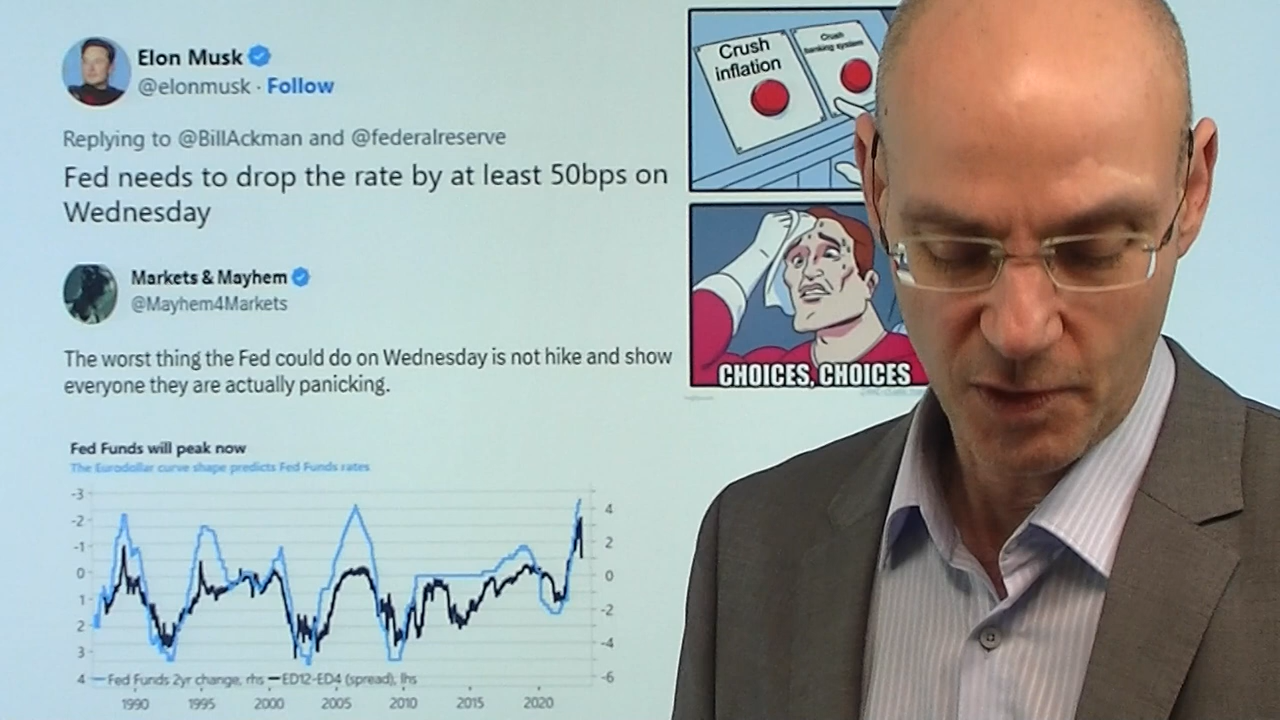 Elon Musk
@elonmusk · Follow
Replying to @BillAckman and @federalreserve
Fed needs to drop the rate by at least 50bps on
Wednesday
Markets & Mayhem
@Mayhem4Markets
The worst thing the Fed could do on Wednesday is not hike and show
everyone they are actually panicking.
Fed Funds will peak now
The Eurodollar curve shape predicts Fed Funds rates
-3
-2
-1
0
1
2
3
4
4
2
0
-2
-4
-6
Fed Funds 2yr change, rhs ED12-ED4 (spread), lhs
1990 1995 2000 2005 2010 2015 2020
Crush
inflation
Crush
banking system
CHOICES, CHOICES